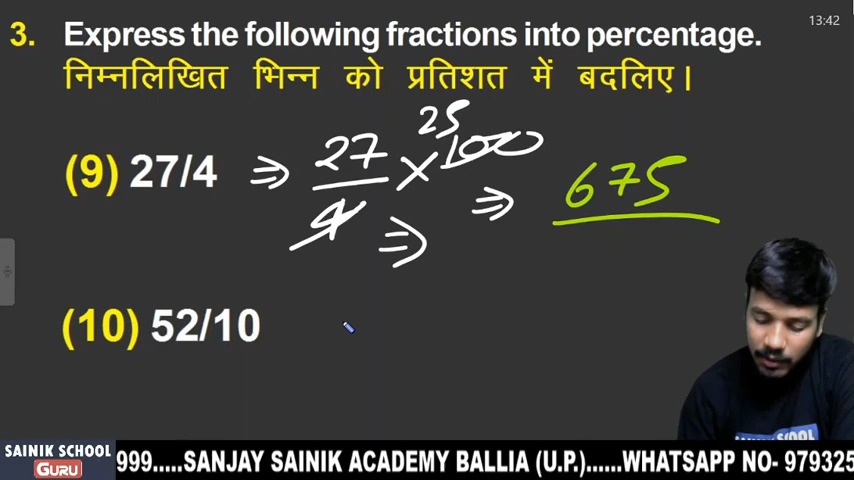 13:42
3. Express the following fractions into percentage.
निम्नलिखित भिन्न को प्रतिशत में बदलिए।
(9) 27/4 ⇒ 27/4 × 100 25 ⇒ ⇒ 675
(10) 52/10
SAINIK SCHOOL
GURU
999.....SANJAY SAINIK ACADEMY BALLIA (U.P.)......WHATSAPP NO- 979325